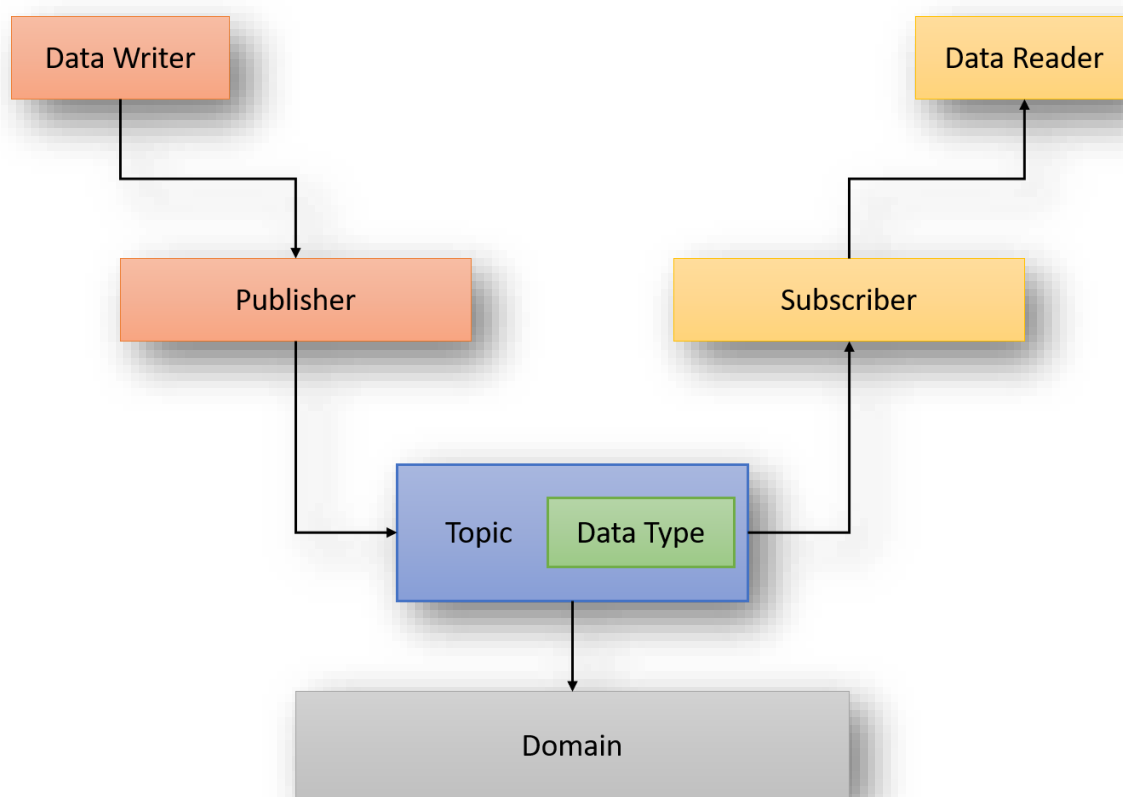 Data Writer
Data Reader
Publisher
Subscriber
Topic
Data Type
Domain